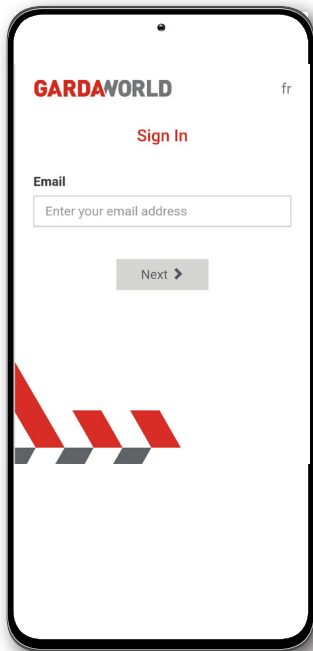 GARDAWORLD
fr
Sign In
Email
Enter your email address
Next